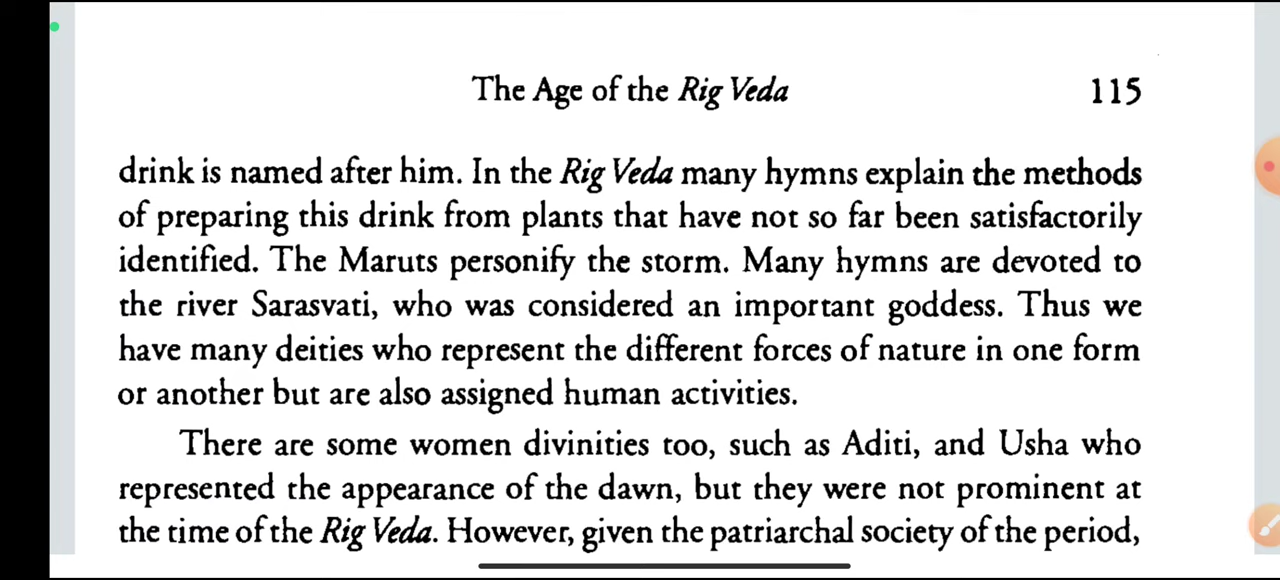 The Age of the Rig Veda 115
drink is named after him. In the Rig Veda many hymns explain the methods
of preparing this drink from plants that have not so far been satisfactorily
identified. The Maruts personify the storm. Many hymns are devoted to
the river Sarasvati, who was considered an important goddess. Thus we
have many deities who represent the different forces of nature in one form
or another but are also assigned human activities.
There are some women divinities too, such as Aditi, and Usha who
represented the appearance of the dawn, but they were not prominent at
the time of the Rig Veda. However, given the patriarchal society of the period,